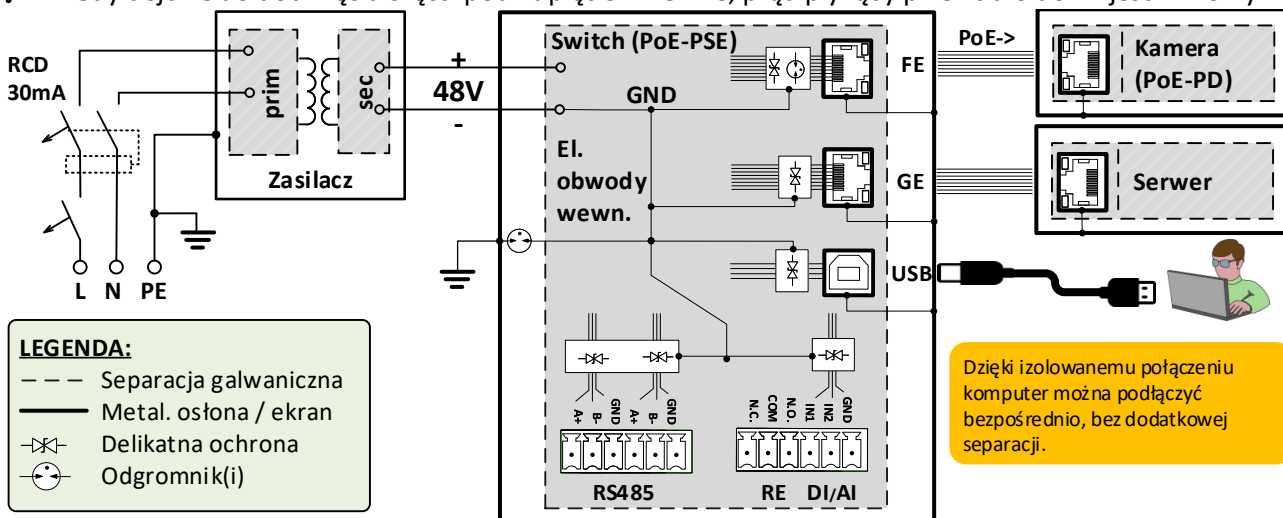 RCD
30mA
prim
sec
Zasilacz
L N PE
+
48V
-
Switch (PoE-PSE)
GND
El.
obwody
wewn.
FE
GE
USB
PoE->
Kamera
(PoE-PD)
Serwer
A+
B-
GND
A+
B-
GND
N.C.
COM
N.O.
IN1
IN2
GND
RS485
RE DI/AI
LEGENDA:
Separacja galwaniczna
Metal. osłona / ekran
Delikatna ochrona
Odgromnik(i)
Dzięki izolowanemu połączeniu
komputer można podłączyć
bezpośrednio, bez dodatkowej
separacji.